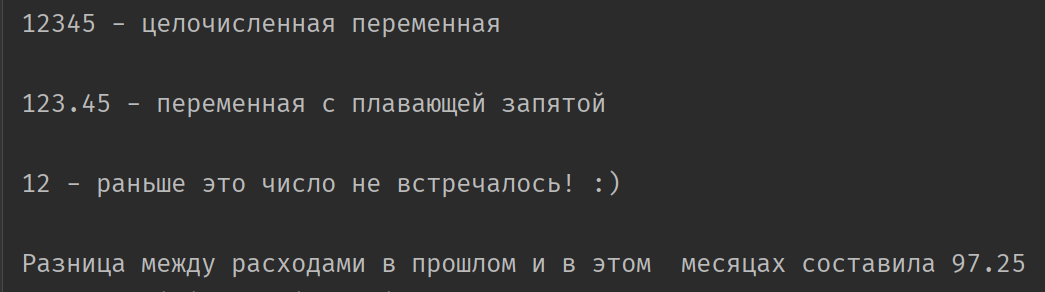 12345 – целочисленная переменная
123.45 – переменная с плавающей запятой
12 – раньше это число не встречалось! :)
Разница между расходами в прошлом и в этом  месяцах составила 97.25